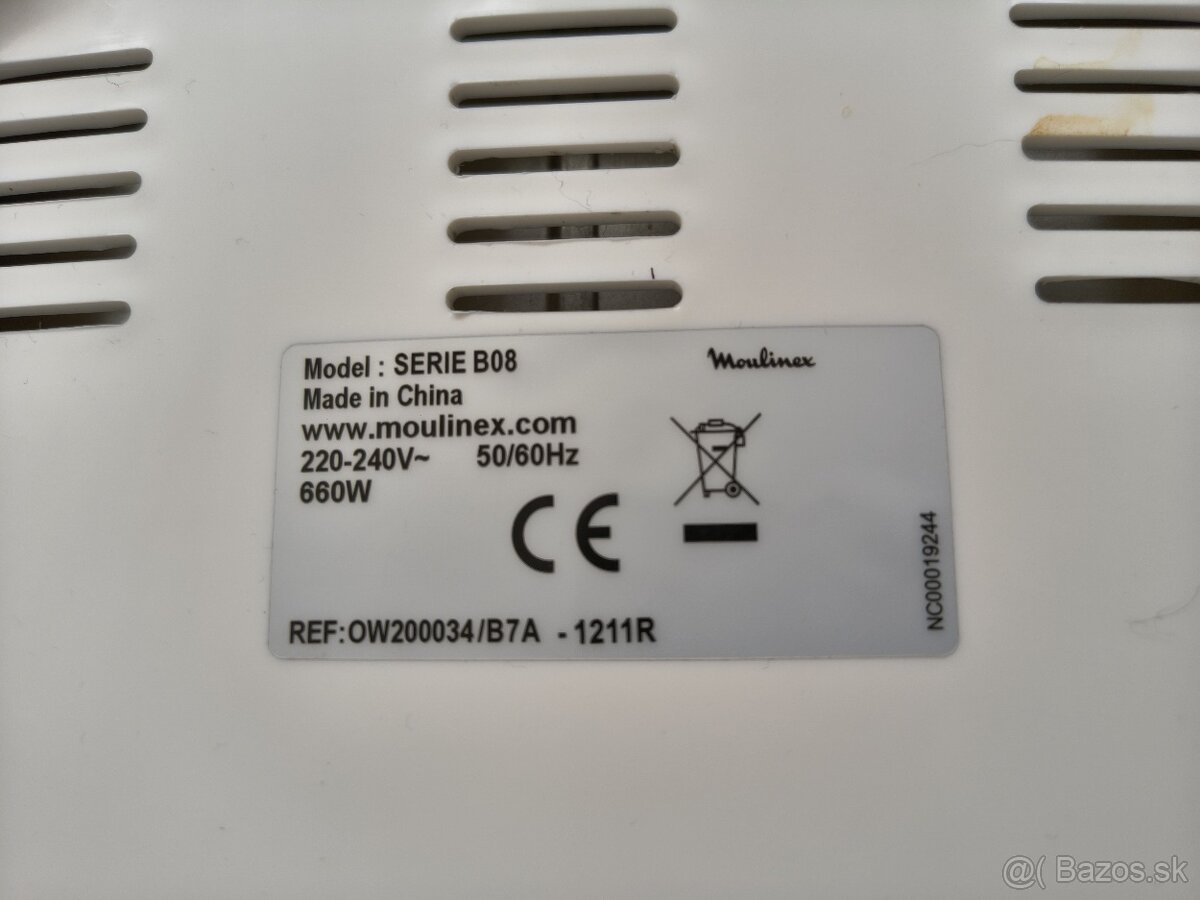 Model : SERIE B08
Moulinex
Made in China
www.moulinex.com
220-240V~ 50/60Hz
660W
CE
NC00019244
REF:OW200034/B7A - 1211R
@( Bazos.sk